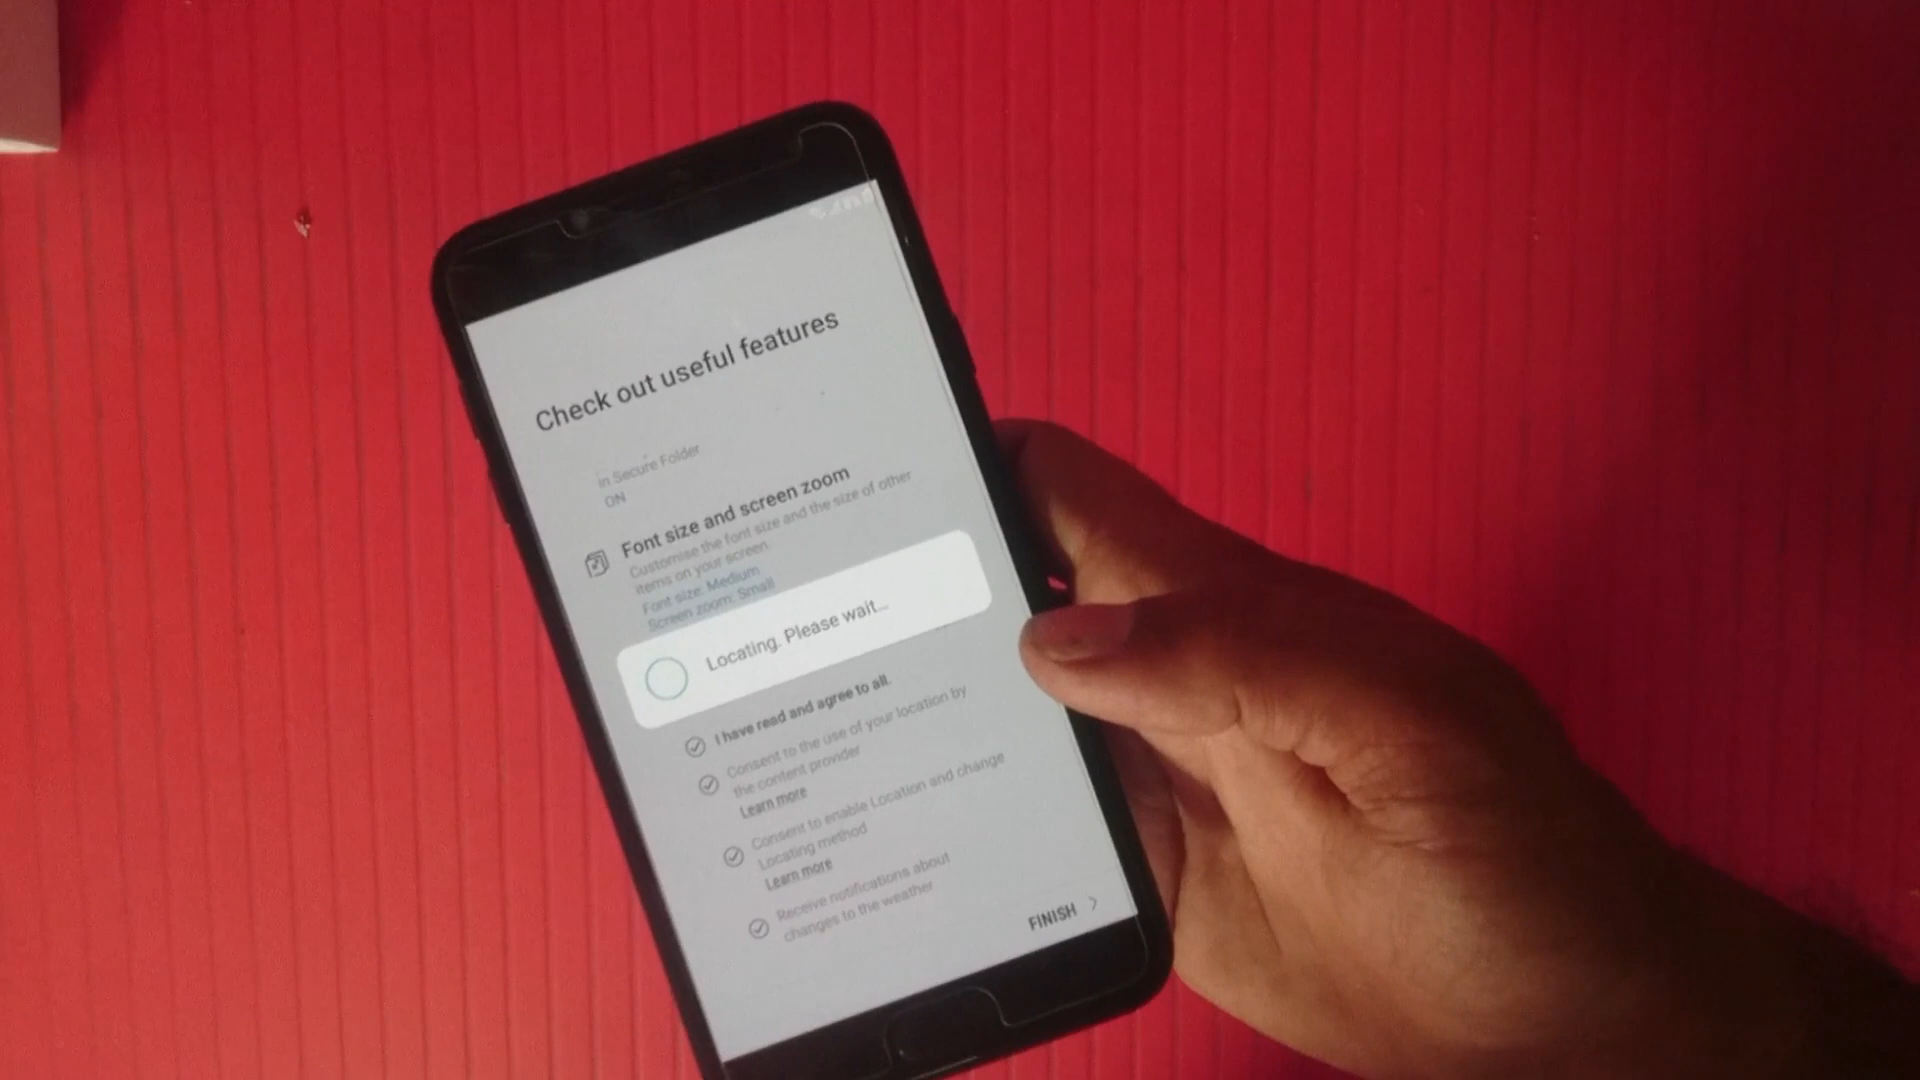 Check out useful features
in Secure Folder
ON
Font size and screen zoom
Customise the font size and the size of other
items on your screen.
Font size: Medium
Screen zoom: Small
Locating. Please wait...
I have read and agree to all.
Consent to the use of your location by
the content provider
Learn more
Consent to enable Location and change
Locating method
Learn more
Receive notifications about
changes to the weather
FINISH